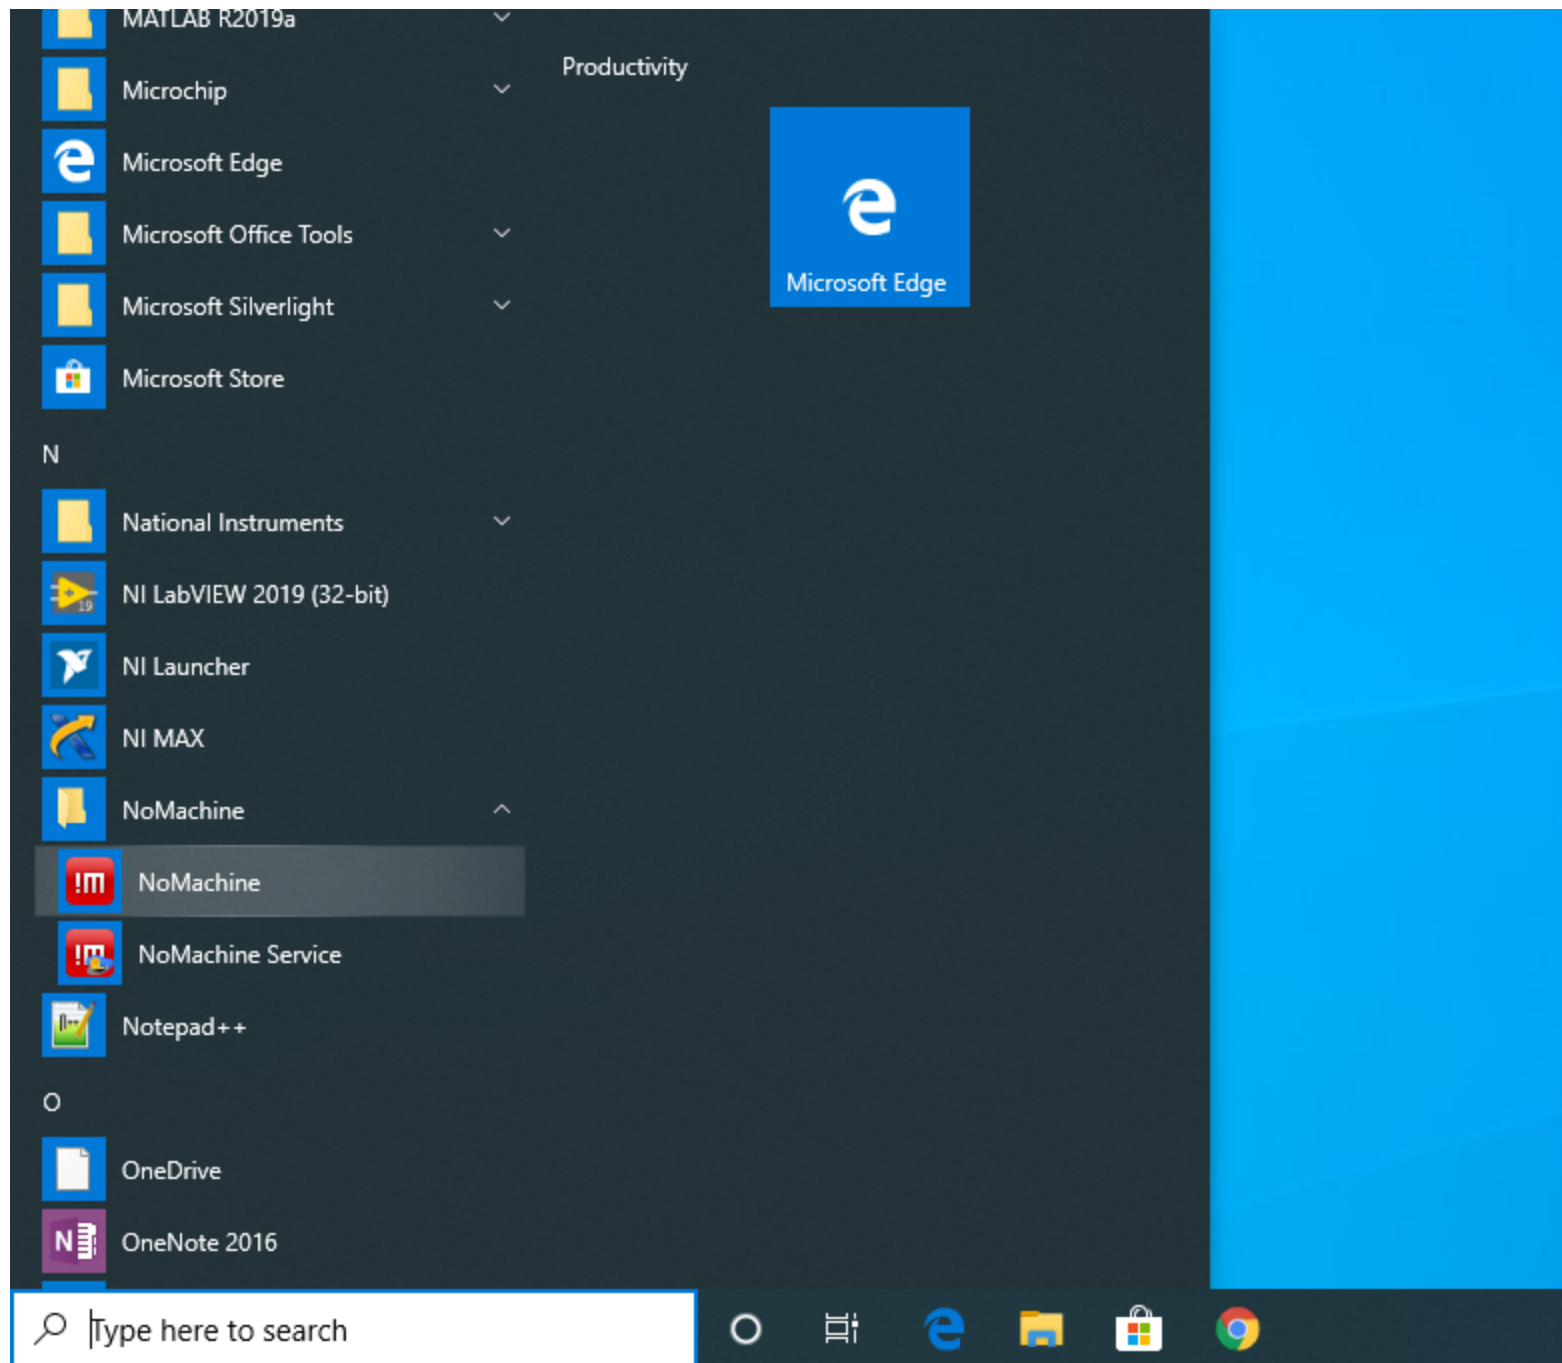 MATLAB R2019a
Microchip
Microsoft Edge
Microsoft Office Tools
Microsoft Silverlight
Microsoft Store
N
National Instruments
NI LabVIEW 2019 (32-bit)
NI Launcher
NI MAX
NoMachine
NoMachine
NoMachine Service
Notepad++
O
OneDrive
OneNote 2016
Productivity
Microsoft Edge
Type here to search